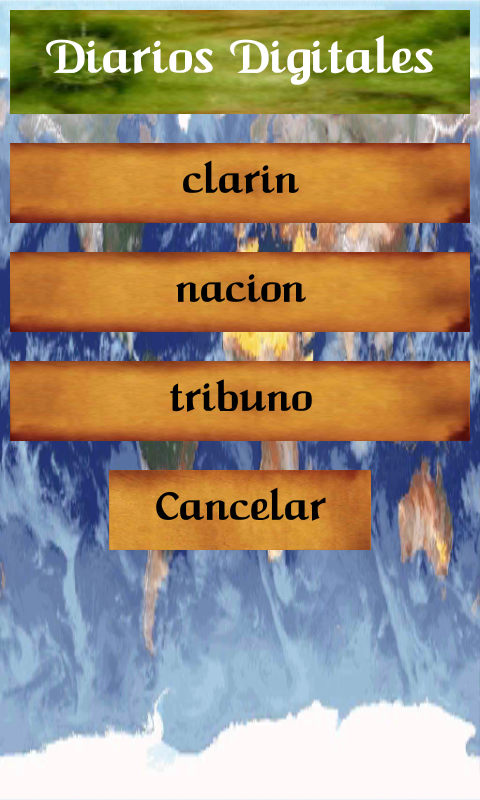 Diarios Digitales
clarin
nacion
tribuno
Cancelar